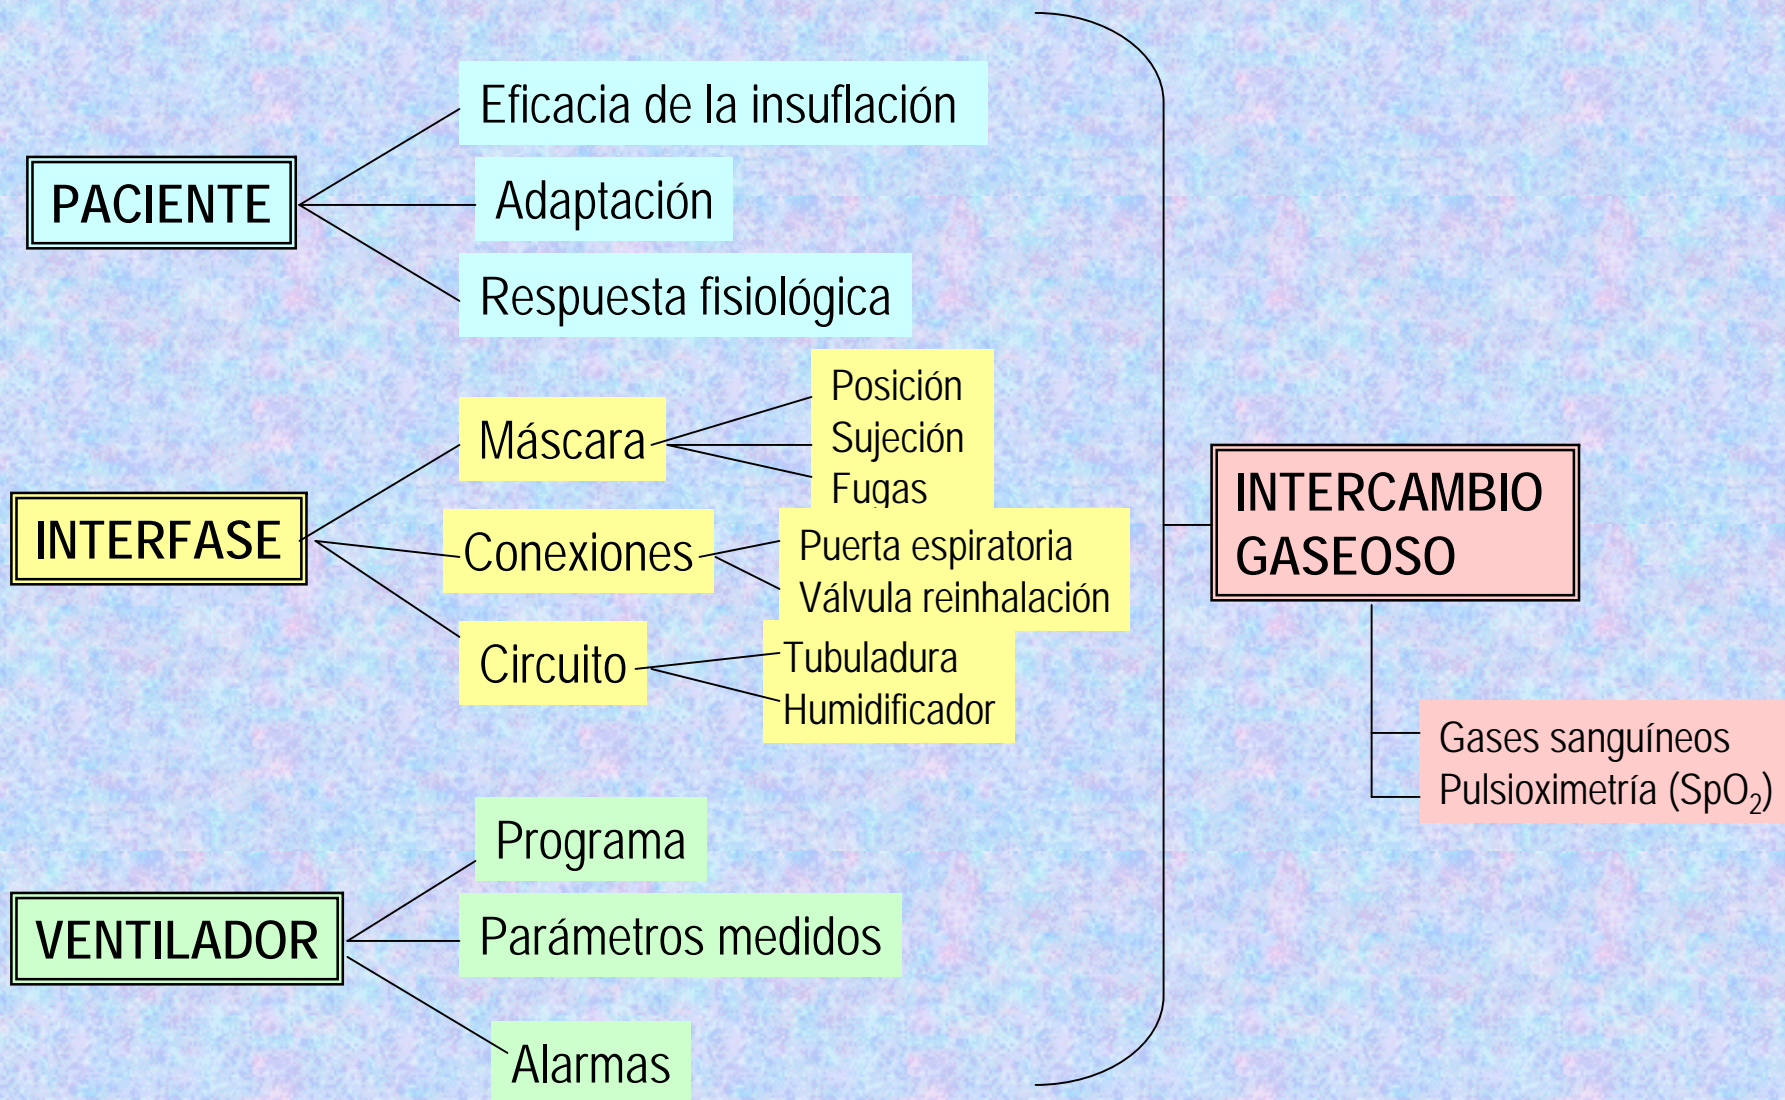 PACIENTE
Eficacia de la insuflación
Adaptación
Respuesta fisiológica
INTERFASE
Máscara
Posición
Sujeción
Fugas
Conexiones
Puerta espiratoria
Válvula reinhalación
Circuito
Tubuladura
Humidificador
VENTILADOR
Programa
Parámetros medidos
Alarmas
INTERCAMBIO
GASEOSO
Gases sanguíneos
Pulsioximetría (SpO₂)